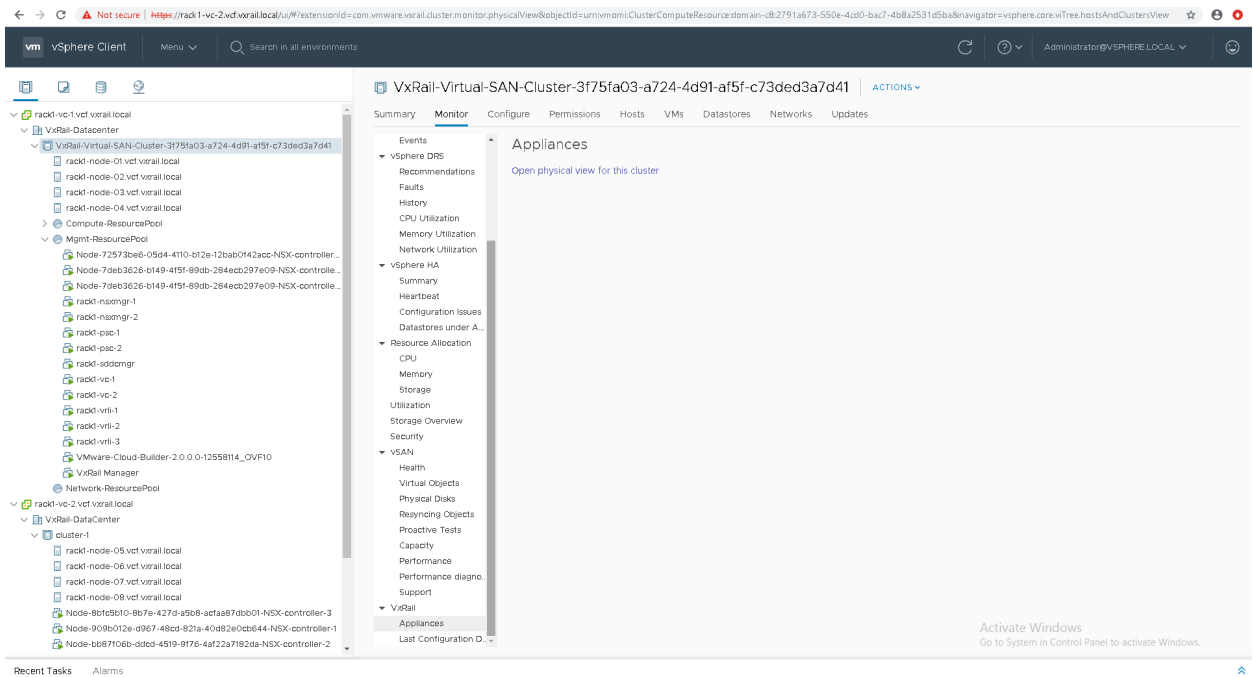 Not secure | https://rack1-vc-2.vcf.vxrail.local/ui/#?extensionId=com.vmware.vxrail.cluster.monitor.physicalView&objectId=urn:vmomi:ClusterComputeResource:domain-c8:2791a673-550e-4cd0-bac7-4b8a2531d5ba&navigator=vsphere.core.viTree.hostsAndClustersView
vm vSphere Client Menu Search in all environments Administrator@VSPHERE.LOCAL
VxRail-Virtual-SAN-Cluster-3f75fa03-a724-4d91-af5f-c73ded3a7d41 ACTIONS
Summary Monitor Configure Permissions Hosts VMs Datastores Networks Updates
rack1-vc-1.vcf.vxrail.local
VxRail-Datacenter
VxRail-Virtual-SAN-Cluster-3f75fa03-a724-4d91-af5f-c73ded3a7d41
rack1-node-01.vcf.vxrail.local
rack1-node-02.vcf.vxrail.local
rack1-node-03.vcf.vxrail.local
rack1-node-04.vcf.vxrail.local
Compute-ResourcePool
Mgmt-ResourcePool
Node-72573be6-05d4-4110-b12e-12bab0f42acc-NSX-controller...
Node-7deb3626-b149-4f5f-89db-284ecb297e09-NSX-controlle...
Node-7deb3626-b149-4f5f-89db-284ecb297e09-NSX-controlle...
rack1-nsxmgr-1
rack1-nsxmgr-2
rack1-psc-1
rack1-psc-2
rack1-sddcmgr
rack1-vc-1
rack1-vc-2
rack1-vrli-1
rack1-vrli-2
rack1-vrli-3
VMware-Cloud-Builder-2.0.0.0-12558114_OVF10
VxRail Manager
Network-ResourcePool
rack1-vc-2.vcf.vxrail.local
VxRail-DataCenter
cluster-1
rack1-node-05.vcf.vxrail.local
rack1-node-06.vcf.vxrail.local
rack1-node-07.vcf.vxrail.local
rack1-node-08.vcf.vxrail.local
Node-8bfc5b10-8b7e-427d-a5b8-acfaa87dbb01-NSX-controller-3
Node-909b012e-d967-48cd-821a-40d82e0cb644-NSX-controller-1
Node-bb87f06b-ddcd-4519-9f76-4af22a7182da-NSX-controller-2
Events
vSphere DRS
Recommendations
Faults
History
CPU Utilization
Memory Utilization
Network Utilization
vSphere HA
Summary
Heartbeat
Configuration Issues
Datastores under A...
Resource Allocation
CPU
Memory
Storage
Utilization
Storage Overview
Security
vSAN
Health
Virtual Objects
Physical Disks
Resyncing Objects
Proactive Tests
Capacity
Performance
Performance diagno...
Support
VxRail
Appliances
Last Configuration D...
Appliances
Open physical view for this cluster
Activate Windows
Go to System in Control Panel to activate Windows.
Recent Tasks Alarms